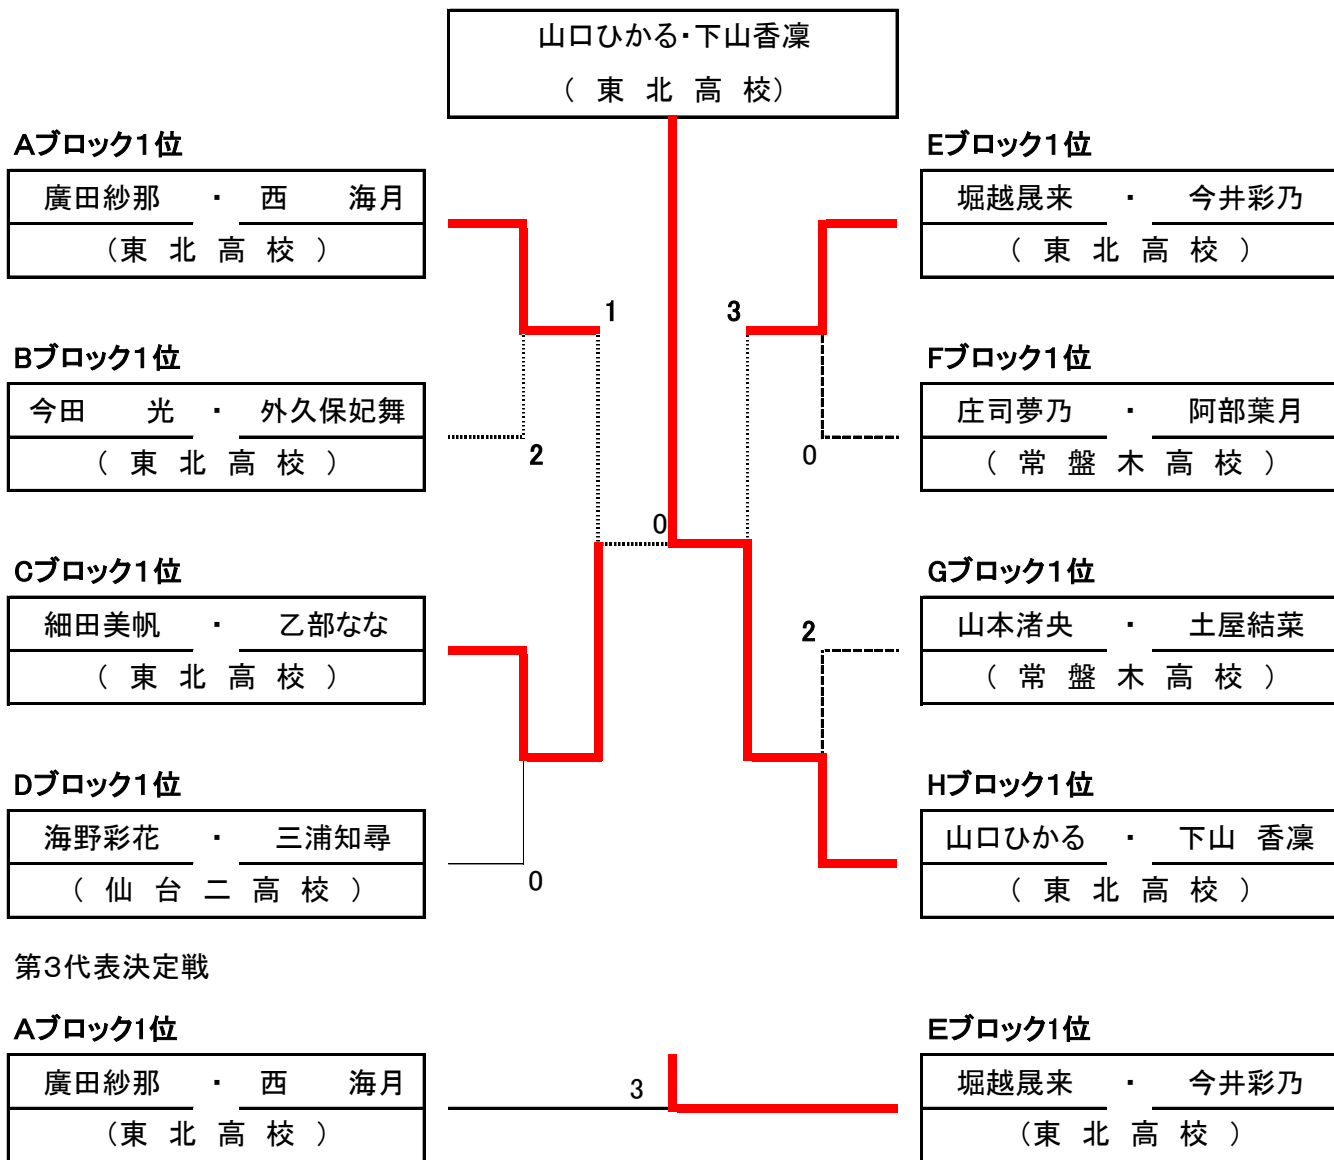 山口ひかる・下山香凜
（ 東 北 高 校）
Aブロック１位
廣田紗那 ・ 西 海月
（東 北 高 校 ）
Bブロック１位
今田 光 ・ 外久保妃舞
（ 東 北 高 校 ）
Cブロック１位
細田美帆 ・ 乙部なな
（ 東 北 高 校 ）
Dブロック１位
海野彩花 ・ 三浦知尋
（ 仙 台 二 高 校 ）
1
2
0
0
3
0
2
Eブロック１位
堀越晟来 ・ 今井彩乃
（ 東 北 高 校 ）
Fブロック１位
庄司夢乃 ・ 阿部葉月
（ 常 盤 木 高 校 ）
Gブロック１位
山本渚央 ・ 土屋結菜
（ 常 盤 木 高 校 ）
Hブロック１位
山口ひかる ・ 下山 香凜
（ 東 北 高 校 ）
第３代表決定戦
Aブロック１位
廣田紗那 ・ 西 海月
（東 北 高 校 ）
3
Eブロック１位
堀越晟来 ・ 今井彩乃
（東 北 高 校 ）